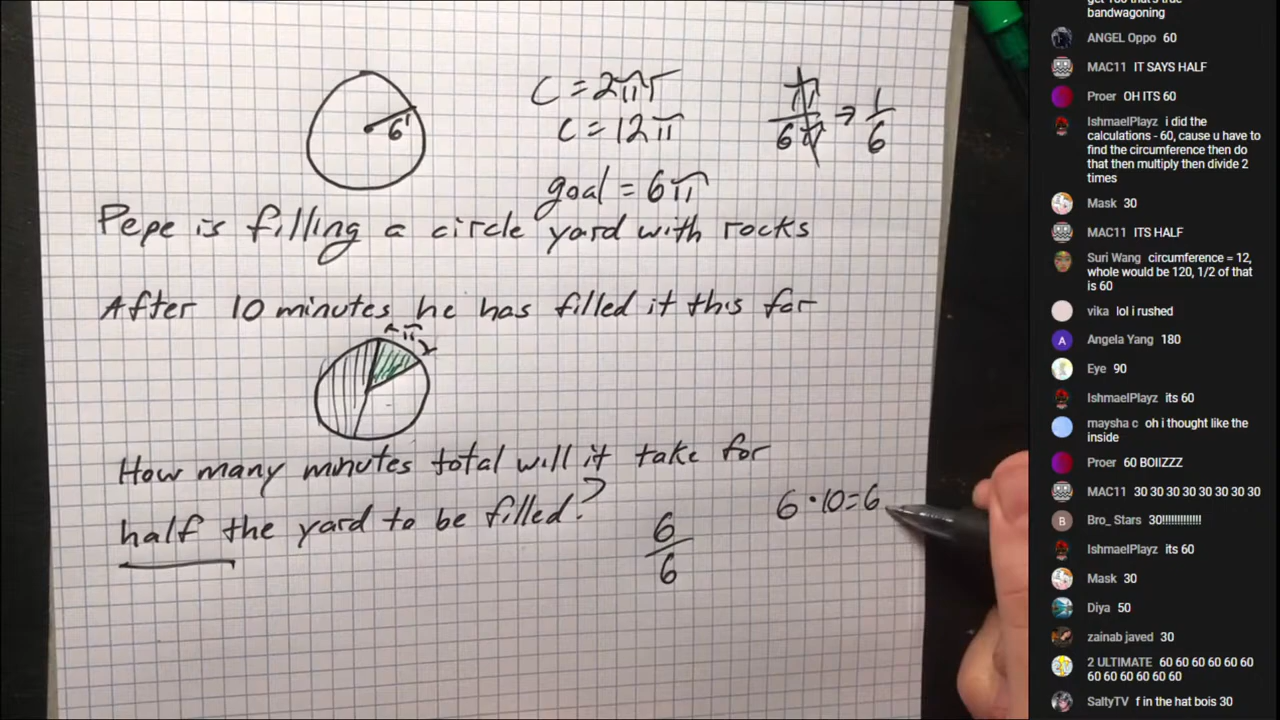 6'
C = 2πr
C = 12π
π/6π → 1/6
goal = 6π
Pepe is filling a circle yard with rocks
After 10 minutes he has filled it this far
π
How many minutes total will it take for
half the yard to be filled?
6/6
6·10=6
bandwagoning
ANGEL Oppo 60
MAC11 IT SAYS HALF
Proer OH ITS 60
IshmaelPlayz i did the
calculations - 60, cause u have to
find the circumference then do
that then multiply then divide 2
times
Mask 30
MAC11 ITS HALF
Suri Wang circumference = 12,
whole would be 120, 1/2 of that
is 60
vika lol i rushed
Angela Yang 180
Eye 90
IshmaelPlayz its 60
maysha c oh i thought like the
inside
Proer 60 BOIIZZZ
MAC11 30 30 30 30 30 30 30 30
Bro_ Stars 30!!!!!!!!!!!!!
IshmaelPlayz its 60
Mask 30
Diya 50
zainab javed 30
2 ULTIMATE 60 60 60 60 60 60
60 60 60 60 60 60
SaltyTV f in the hat bois 30